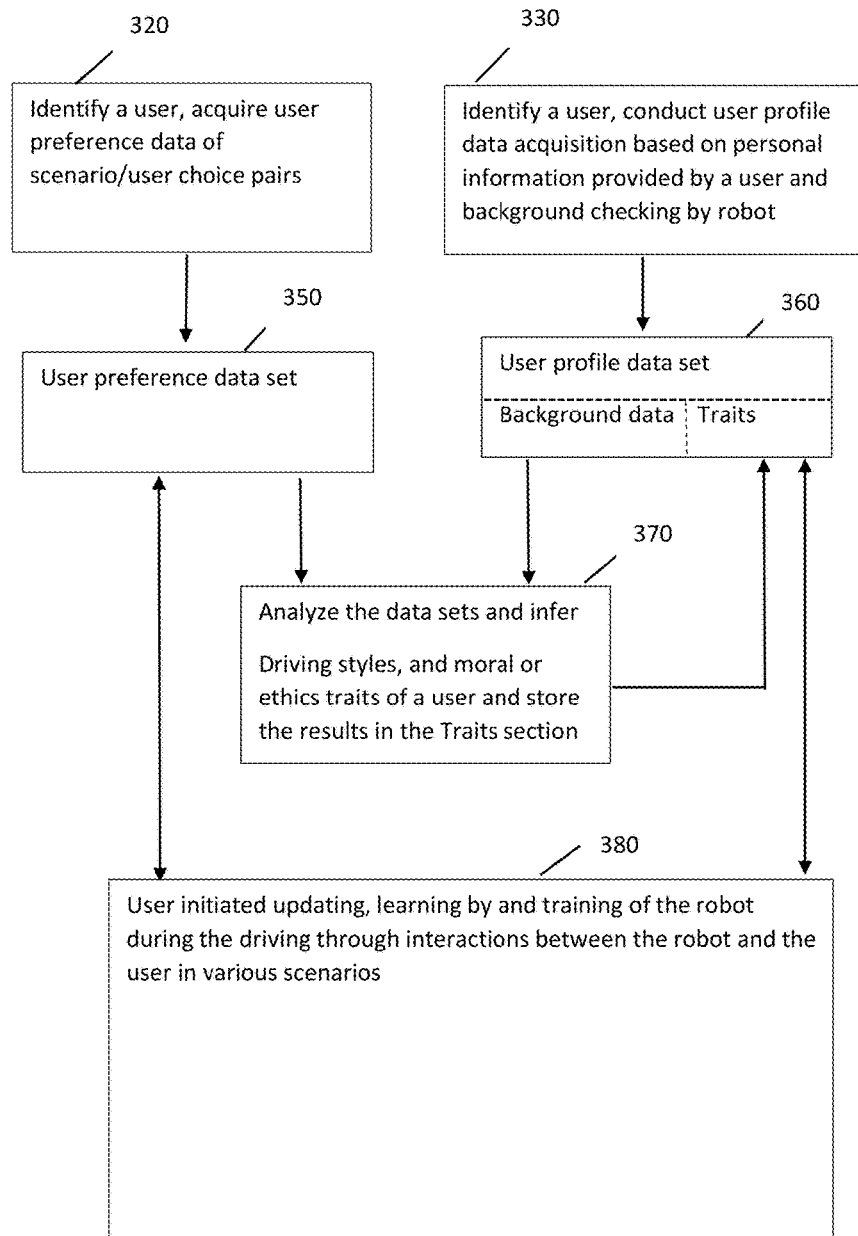 320
330
Identify a user, acquire user
preference data of
scenario/user choice pairs
Identify a user, conduct user profile
data acquisition based on personal
information provided by a user and
background checking by robot
350
360
User preference data set
User profile data set
Background data
Traits
370
Analyze the data sets and infer
Driving styles, and moral or
ethics traits of a user and store
the results in the Traits section
380
User initiated updating, learning by and training of the robot
during the driving through interactions between the robot and the
user in various scenarios